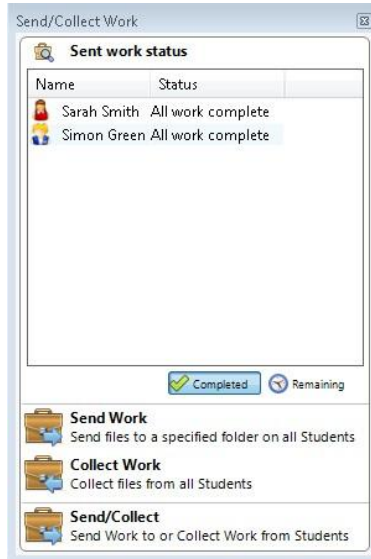 Send/Collect Work
Sent work status
Name Status
Sarah Smith All work complete
Simon Green All work complete
Completed Remaining
Send Work
Send files to a specified folder on all Students
Collect Work
Collect files from all Students
Send/Collect
Send Work to or Collect Work from Students